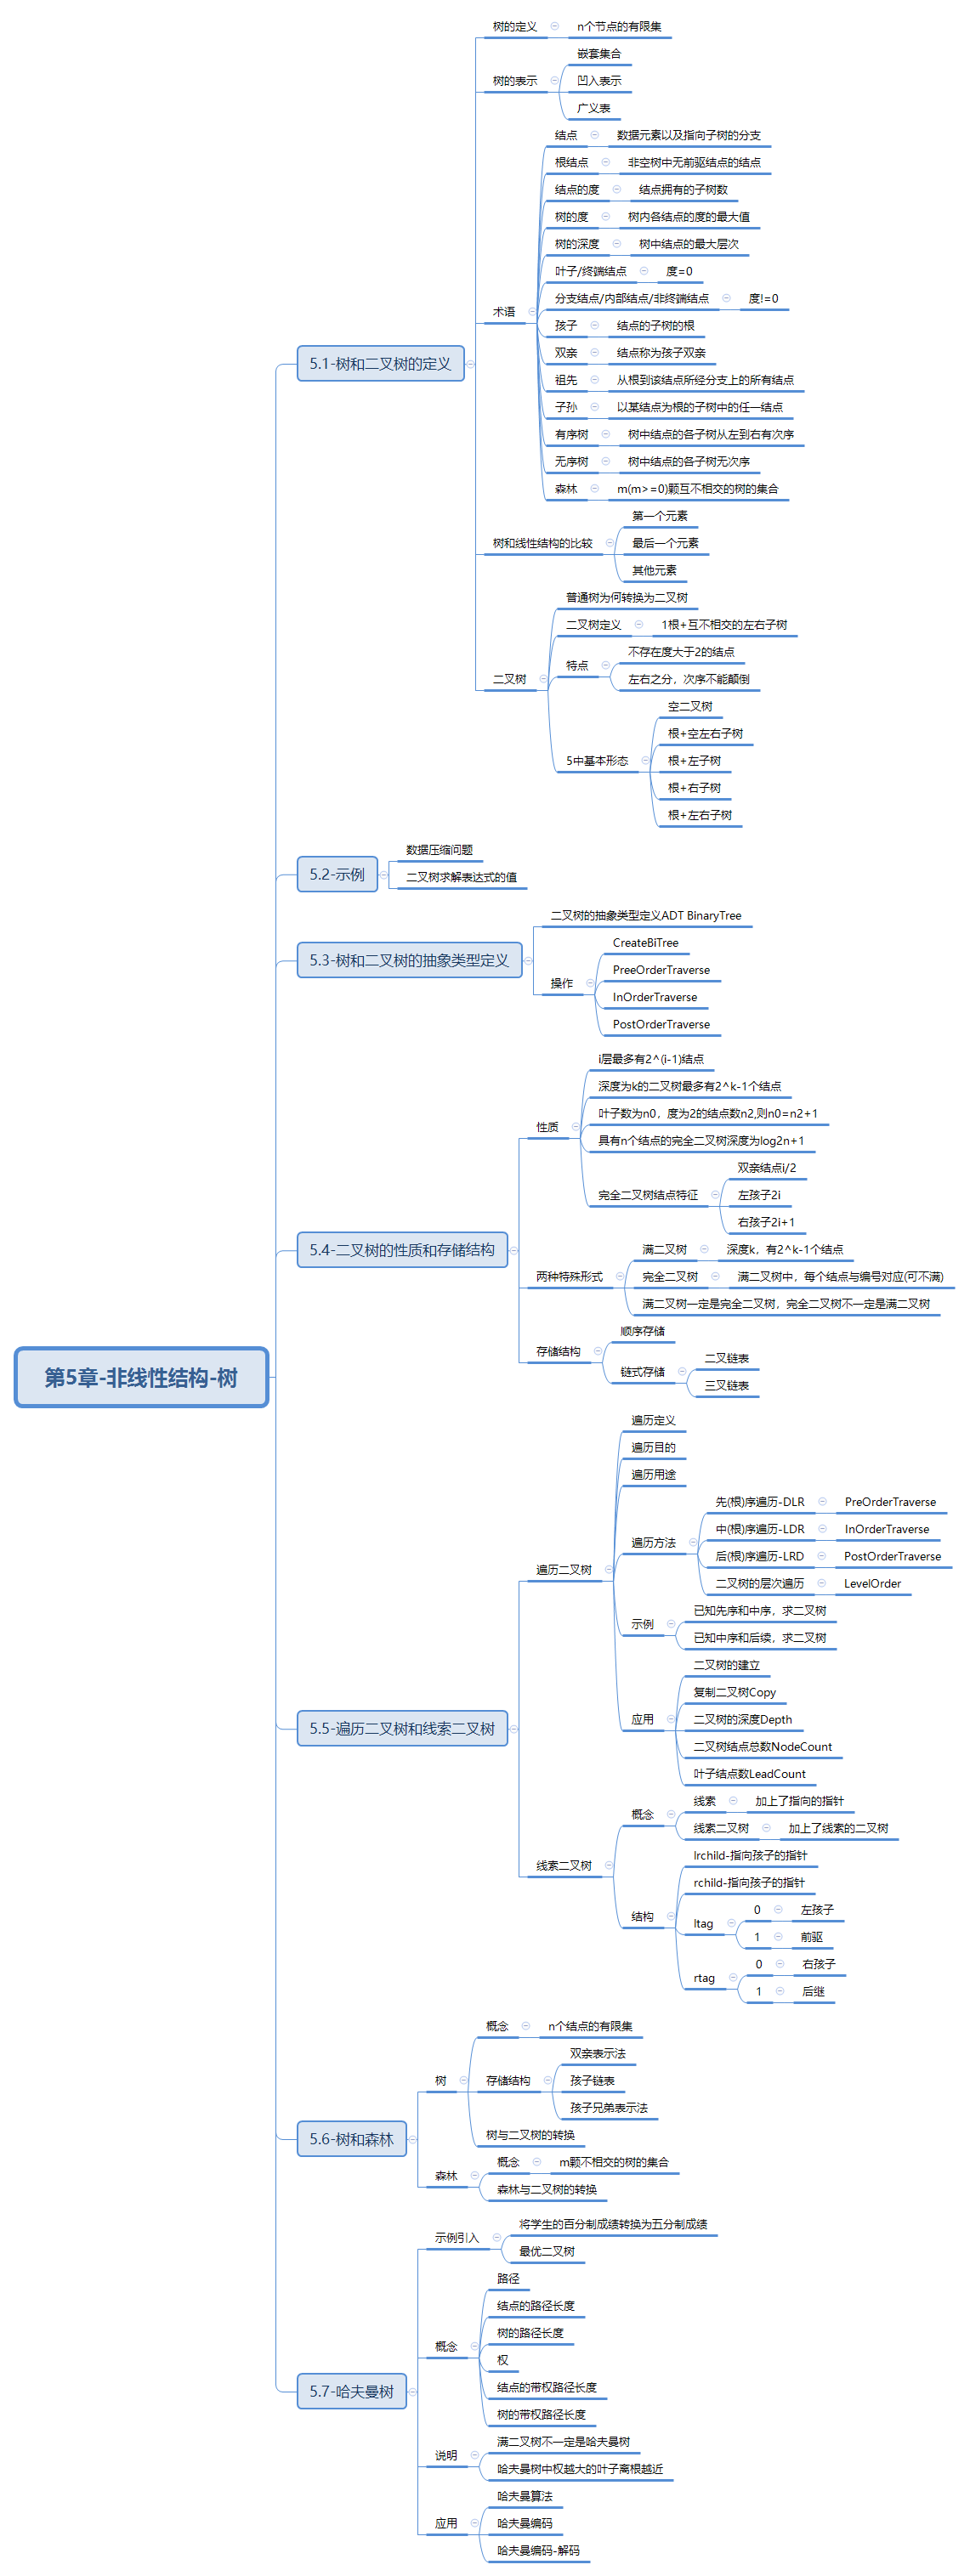 第5章-非线性结构-树
5.1-树和二叉树的定义
树的定义
n个节点的有限集
树的表示
嵌套集合
凹入表示
广义表
术语
结点
数据元素以及指向子树的分支
根结点
非空树中无前驱结点的结点
结点的度
结点拥有的子树数
树的度
树内各结点的度的最大值
树的深度
树中结点的最大层次
叶子/终端结点
度=0
分支结点/内部结点/非终端结点
度!=0
孩子
结点的子树的根
双亲
结点称为孩子双亲
祖先
从根到该结点所经分支上的所有结点
子孙
以某结点为根的子树中的任一结点
有序树
树中结点的各子树从左到右有次序
无序树
树中结点的各子树无次序
森林
m(m>=0)颗互不相交的树的集合
树和线性结构的比较
第一个元素
最后一个元素
其他元素
二叉树
普通树为何转换为二叉树
二叉树定义
1根+互不相交的左右子树
特点
不存在度大于2的结点
左右之分，次序不能颠倒
5中基本形态
空二叉树
根+空左右子树
根+左子树
根+右子树
根+左右子树
5.2-示例
数据压缩问题
二叉树求解表达式的值
5.3-树和二叉树的抽象类型定义
二叉树的抽象类型定义ADT BinaryTree
操作
CreateBiTree
PreeOrderTraverse
InOrderTraverse
PostOrderTraverse
5.4-二叉树的性质和存储结构
性质
i层最多有2^(i-1)结点
深度为k的二叉树最多有2^k-1个结点
叶子数为n0，度为2的结点数n2,则n0=n2+1
具有n个结点的完全二叉树深度为log2n+1
完全二叉树结点特征
双亲结点i/2
左孩子2i
右孩子2i+1
两种特殊形式
满二叉树
深度k，有2^k-1个结点
完全二叉树
满二叉树中，每个结点与编号对应(可不满)
满二叉树一定是完全二叉树，完全二叉树不一定是满二叉树
存储结构
顺序存储
链式存储
二叉链表
三叉链表
5.5-遍历二叉树和线索二叉树
遍历二叉树
遍历定义
遍历目的
遍历用途
遍历方法
先(根)序遍历-DLR
PreOrderTraverse
中(根)序遍历-LDR
InOrderTraverse
后(根)序遍历-LRD
PostOrderTraverse
二叉树的层次遍历
LevelOrder
示例
已知先序和中序，求二叉树
已知中序和后续，求二叉树
应用
二叉树的建立
复制二叉树Copy
二叉树的深度Depth
二叉树结点总数NodeCount
叶子结点数LeadCount
线索二叉树
概念
线索
加上了指向的指针
线索二叉树
加上了线索的二叉树
结构
lrchild-指向孩子的指针
rchild-指向孩子的指针
ltag
0
左孩子
1
前驱
rtag
0
右孩子
1
后继
5.6-树和森林
树
概念
n个结点的有限集
存储结构
双亲表示法
孩子链表
孩子兄弟表示法
树与二叉树的转换
森林
概念
m颗不相交的树的集合
森林与二叉树的转换
5.7-哈夫曼树
示例引入
将学生的百分制成绩转换为五分制成绩
最优二叉树
概念
路径
结点的路径长度
树的路径长度
权
结点的带权路径长度
树的带权路径长度
说明
满二叉树不一定是哈夫曼树
哈夫曼树中权越大的叶子离根越近
应用
哈夫曼算法
哈夫曼编码
哈夫曼编码-解码